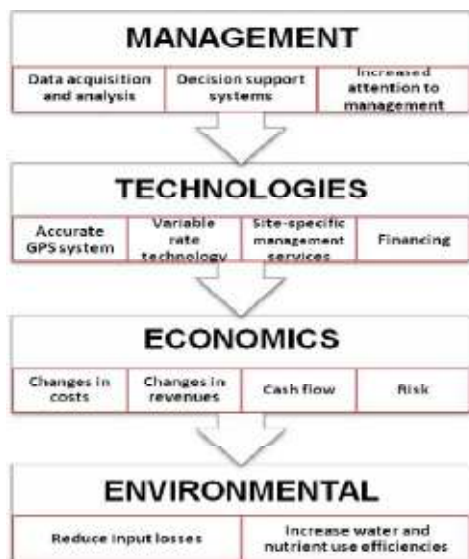 MANAGEMENT
Data acquisition
and analysis
Decision support
systems
Increased
attention to
management
TECHNOLOGIES
Accurate
GPS system
Variable
rate
technology
Site-specific
management
services
Financing
ECONOMICS
Changes in
costs
Changes in
revenues
Cash flow
Risk
ENVIRONMENTAL
Reduce input losses
Increase water and
nutrient use efficiencies